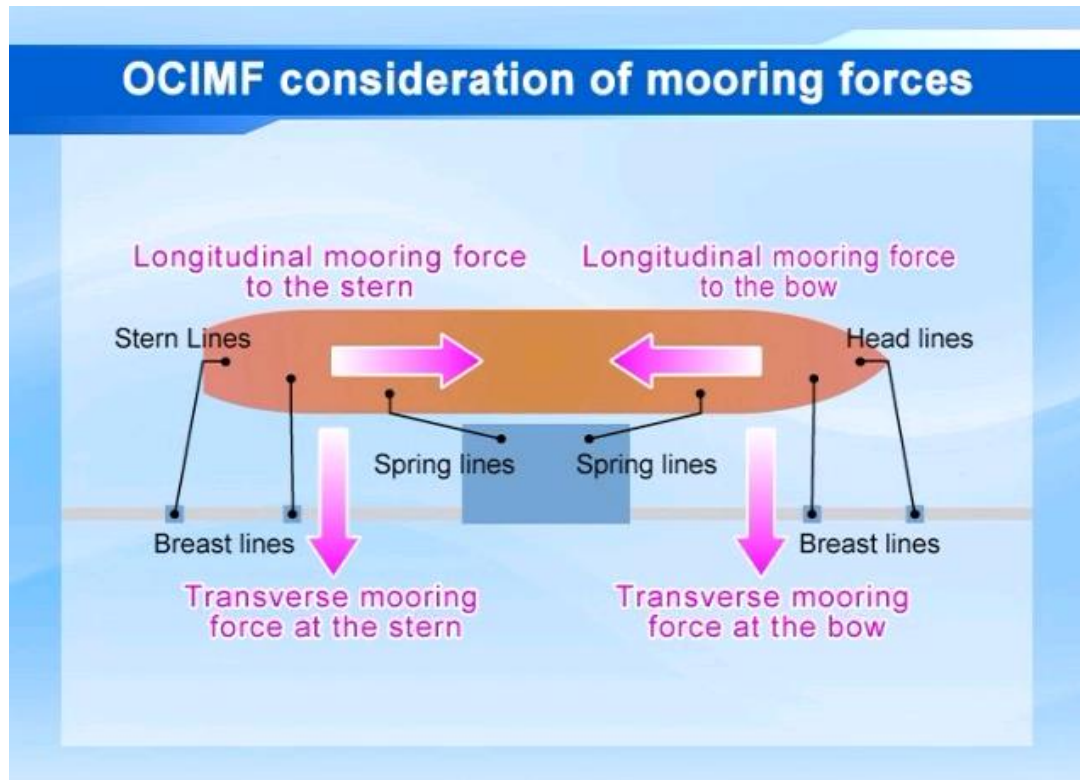 OCIMF consideration of mooring forces
Longitudinal mooring force
to the stern
Longitudinal mooring force
to the bow
Stern Lines
Head lines
Spring lines
Spring lines
Breast lines
Breast lines
Transverse mooring
force at the stern
Transverse mooring
force at the bow